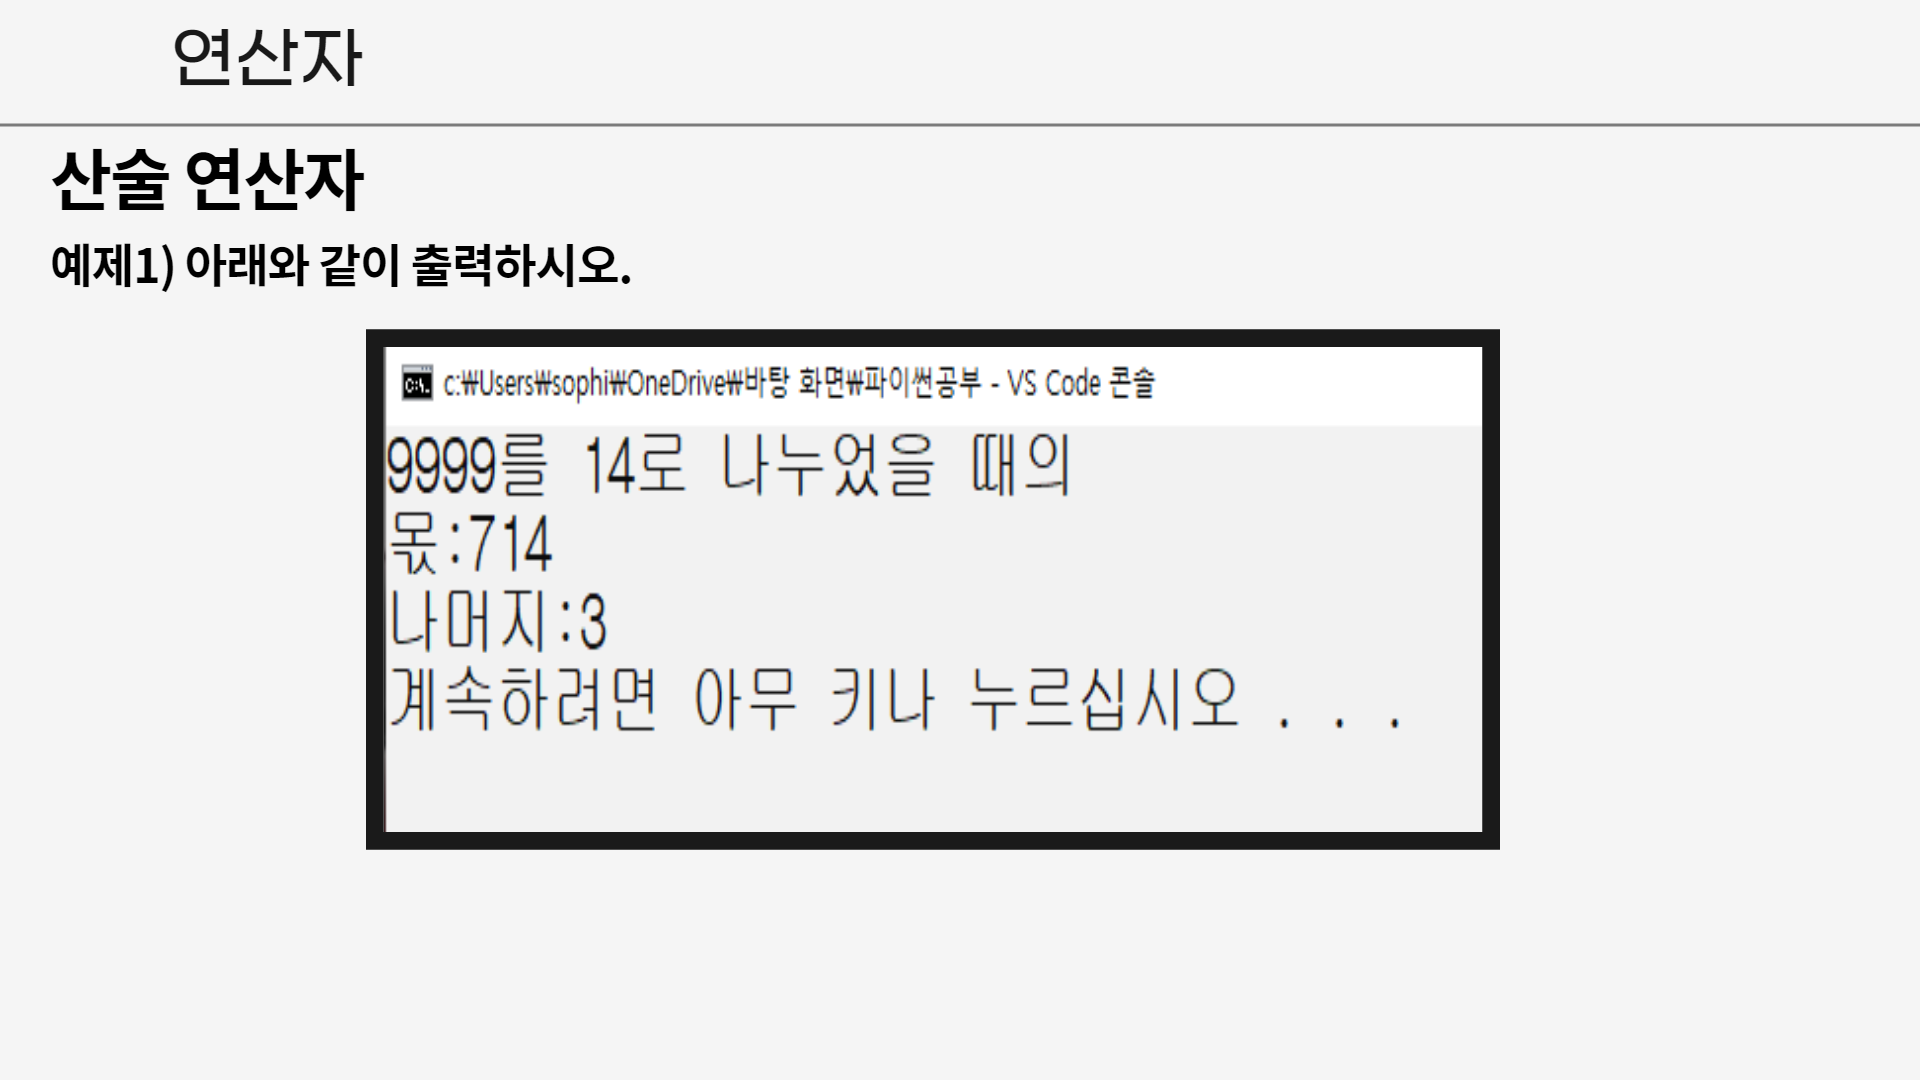 연산자
산술 연산자
예제1) 아래와 같이 출력하시오.
c:₩Users₩sophi₩OneDrive₩바탕 화면₩파이썬공부 - VS Code 콘솔
9999를 14로 나누었을 때의
몫:714
나머지:3
계속하려면 아무 키나 누르십시오 . . .